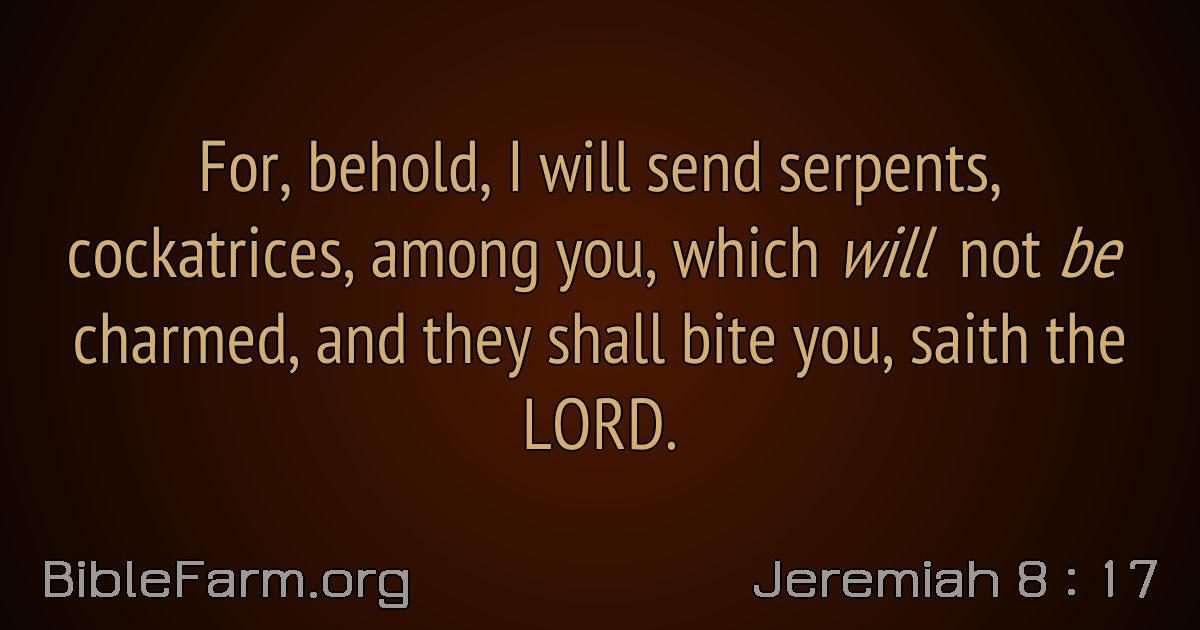 For, behold, I will send serpents,
cockatrices, among you, which will not be
charmed, and they shall bite you, saith the
LORD.
BibleFarm.org
Jeremiah 8 : 17